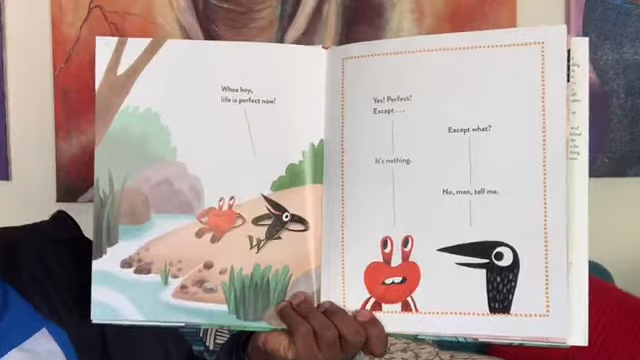 Whoa boy,
life is perfect now!
Yes! Perfect!
Except . . .
Except what?
It's nothing.
No, man, tell me.